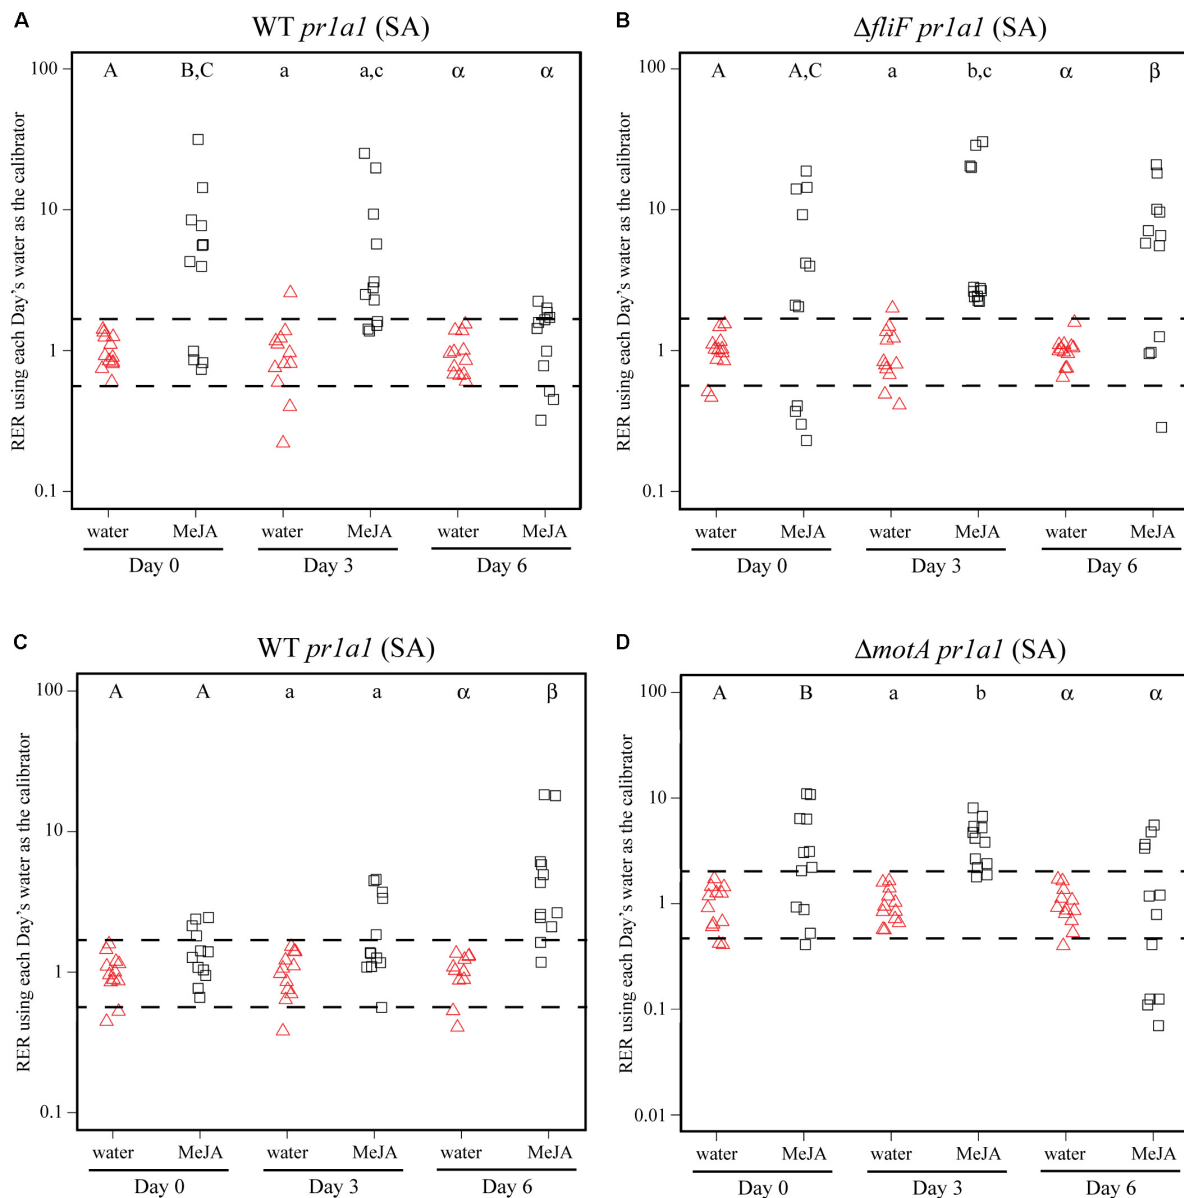 A
WT pr1a1 (SA)
RER using each Day's water as the calibrator
100
10
1
0.1
A B,C a a,c α α
water MeJA water MeJA water MeJA
Day 0 Day 3 Day 6
B
ΔfliF pr1a1 (SA)
RER using each Day's water as the calibrator
100
10
1
0.1
A A,C a b,c α β
water MeJA water MeJA water MeJA
Day 0 Day 3 Day 6
C
WT pr1a1 (SA)
RER using each Day's water as the calibrator
100
10
1
0.1
A A a a α β
water MeJA water MeJA water MeJA
Day 0 Day 3 Day 6
D
ΔmotA pr1a1 (SA)
RER using each Day's water as the calibrator
100
10
1
0.1
0.01
A B a b α α
water MeJA water MeJA water MeJA
Day 0 Day 3 Day 6